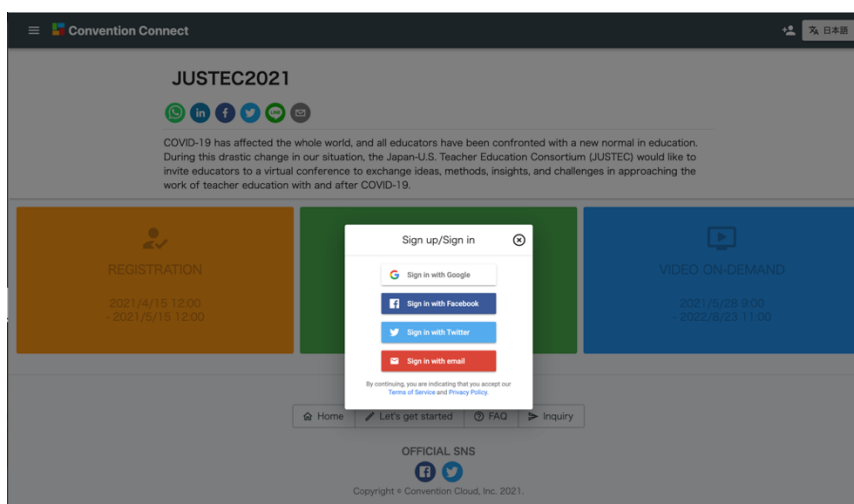 Convention Connect
日本語
JUSTEC2021
LINE
COVID-19 has affected the whole world, and all educators have been confronted with a new normal in education.
During this drastic change in our situation, the Japan-U.S. Teacher Education Consortium (JUSTEC) would like to
invite educators to a virtual conference to exchange ideas, methods, insights, and challenges in approaching the
work of teacher education with and after COVID-19.
REGISTRATION
2021/4/15 12:00
- 2021/5/15 12:00
Sign up/Sign in
Sign in with Google
Sign in with Facebook
Sign in with Twitter
Sign in with email
By continuing, you are indicating that you accept our
Terms of Service and Privacy Policy.
VIDEO ON-DEMAND
2021/5/28 9:00
- 2022/8/23 11:00
Home
Let's get started
FAQ
Inquiry
OFFICIAL SNS
Copyright © Convention Cloud, Inc. 2021.